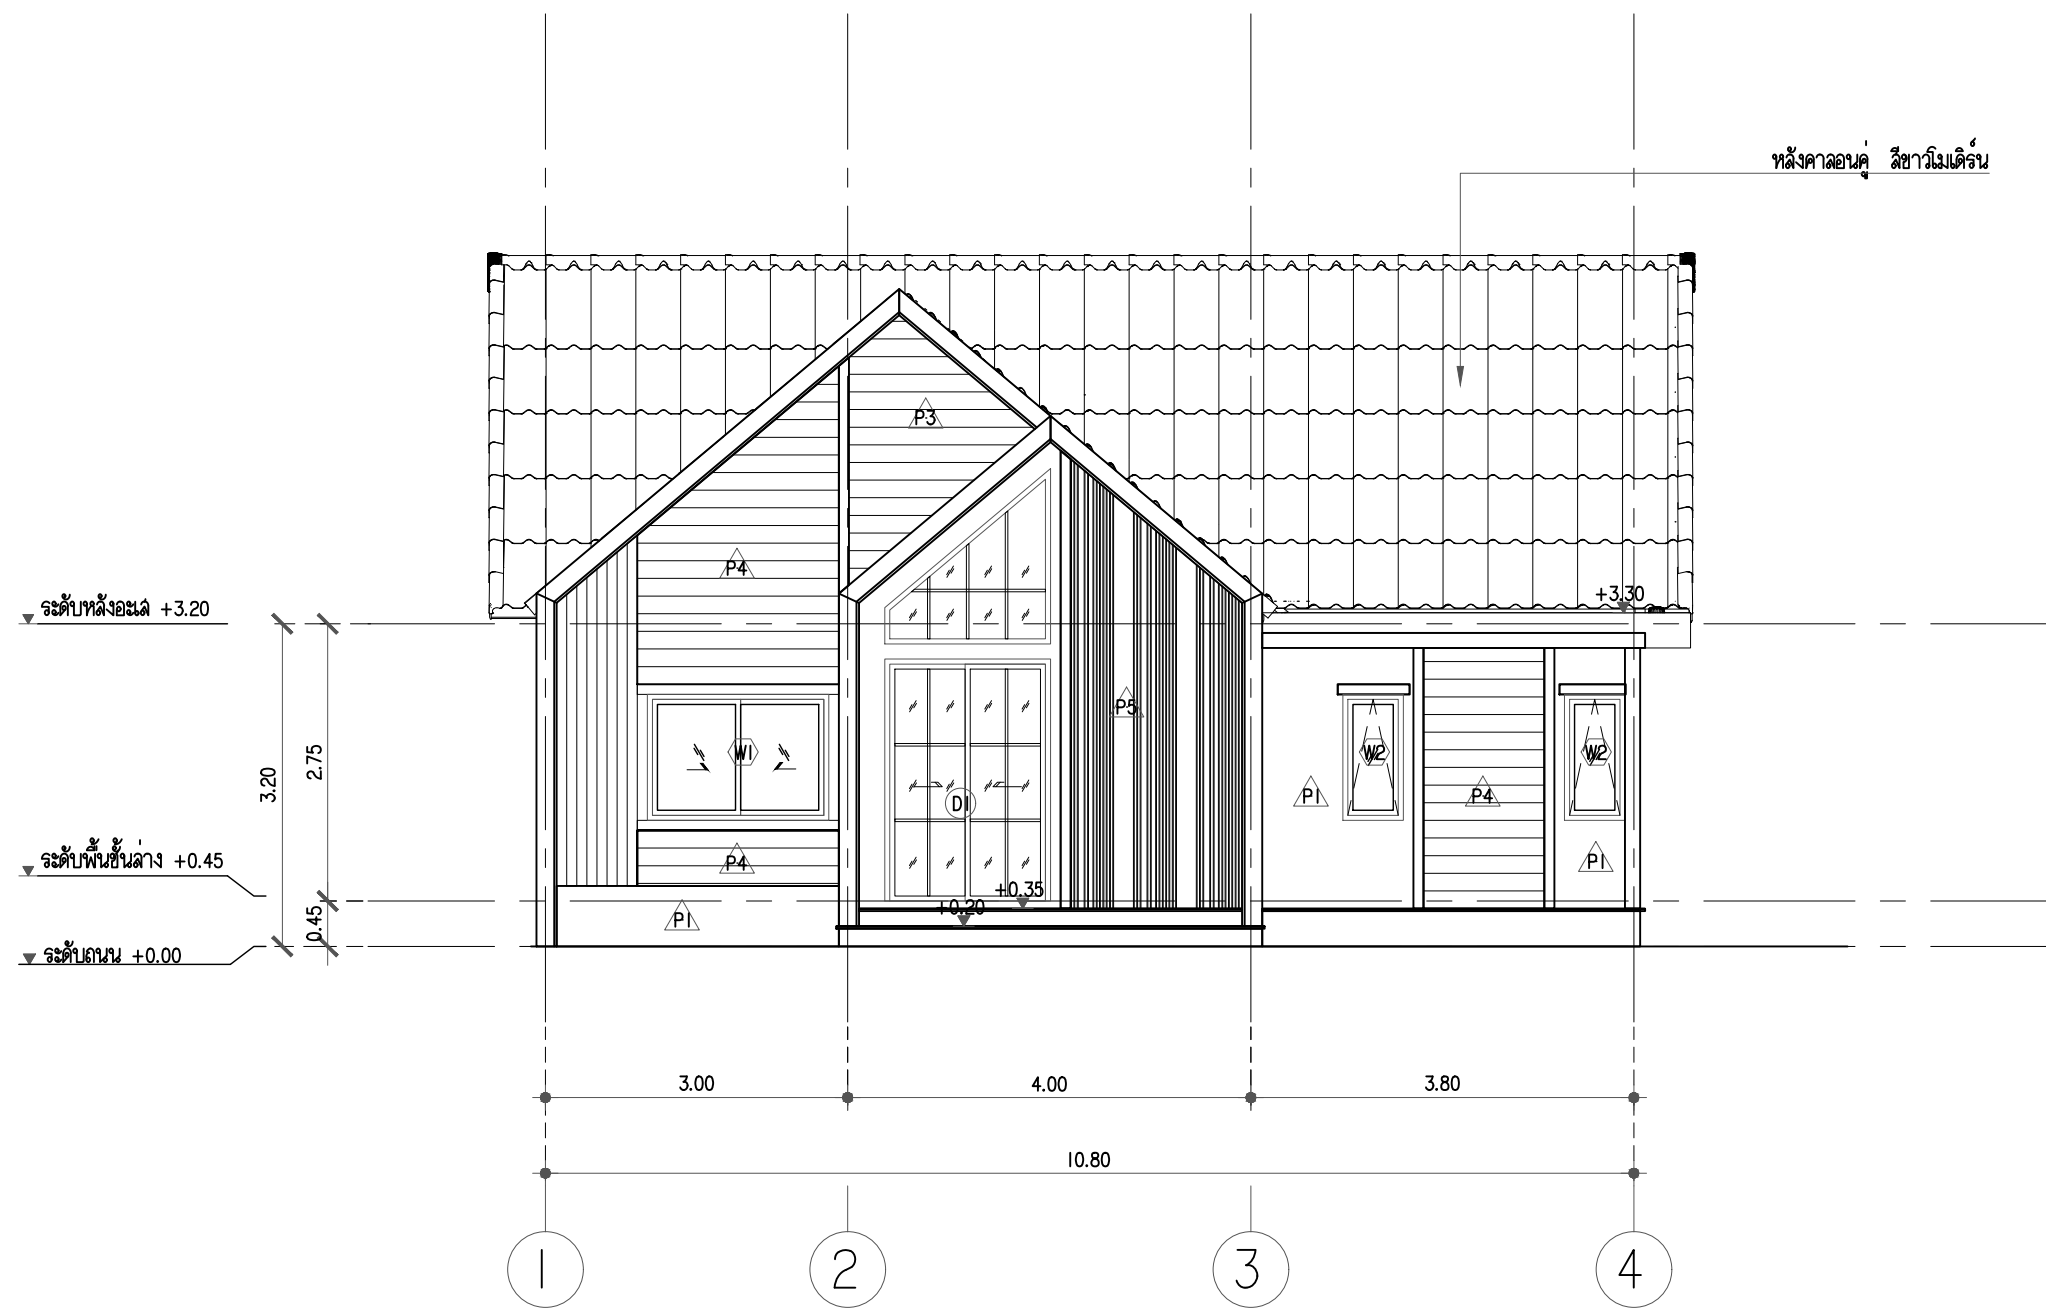 หลังคาลอนคู่ สีขาวโมเดิร์น
P3
P4
ระดับหลังอะเส +3.20
+3.30
P5
W1
W2
W2
3.20
2.75
D1
P1
P4
ระดับพื้นชั้นล่าง +0.45
P4
P1
+0.35
+0.20
P1
0.45
ระดับถนน +0.00
3.00
4.00
3.80
10.80
1
2
3
4